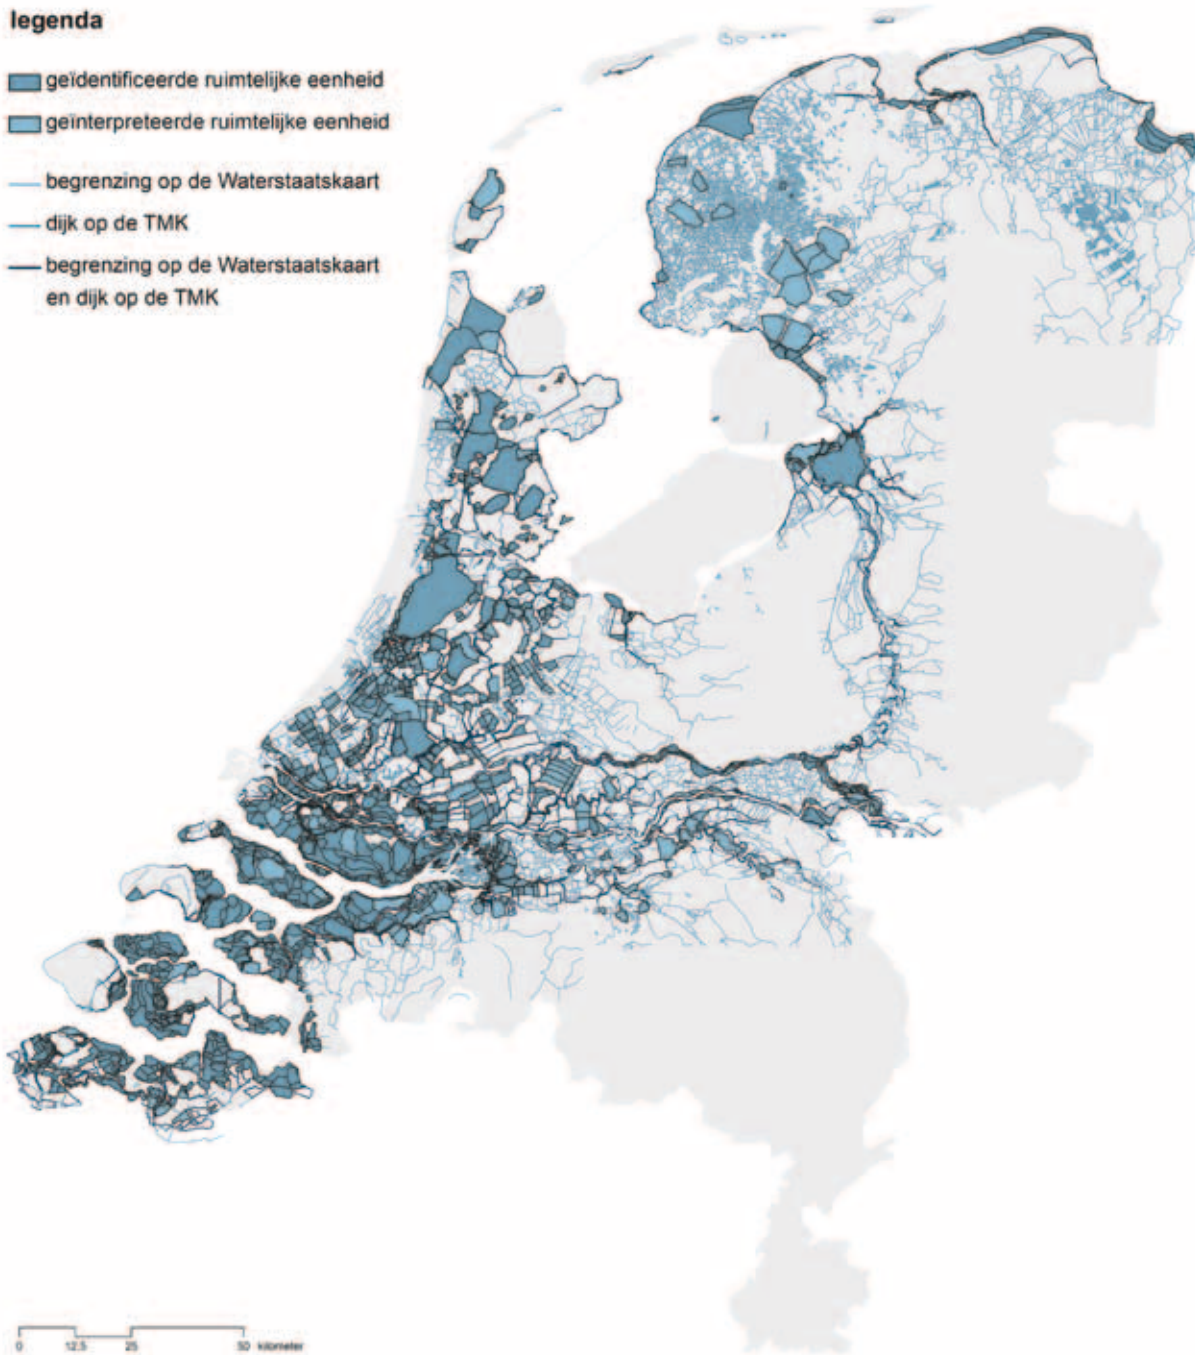 legenda
geïdentificeerde ruimtelijke eenheid
geïnterpreteerde ruimtelijke eenheid
begrenzing op de Waterstaatskaart
dijk op de TMK
begrenzing op de Waterstaatskaart
en dijk op de TMK
0 12,5 25 50 kilometer